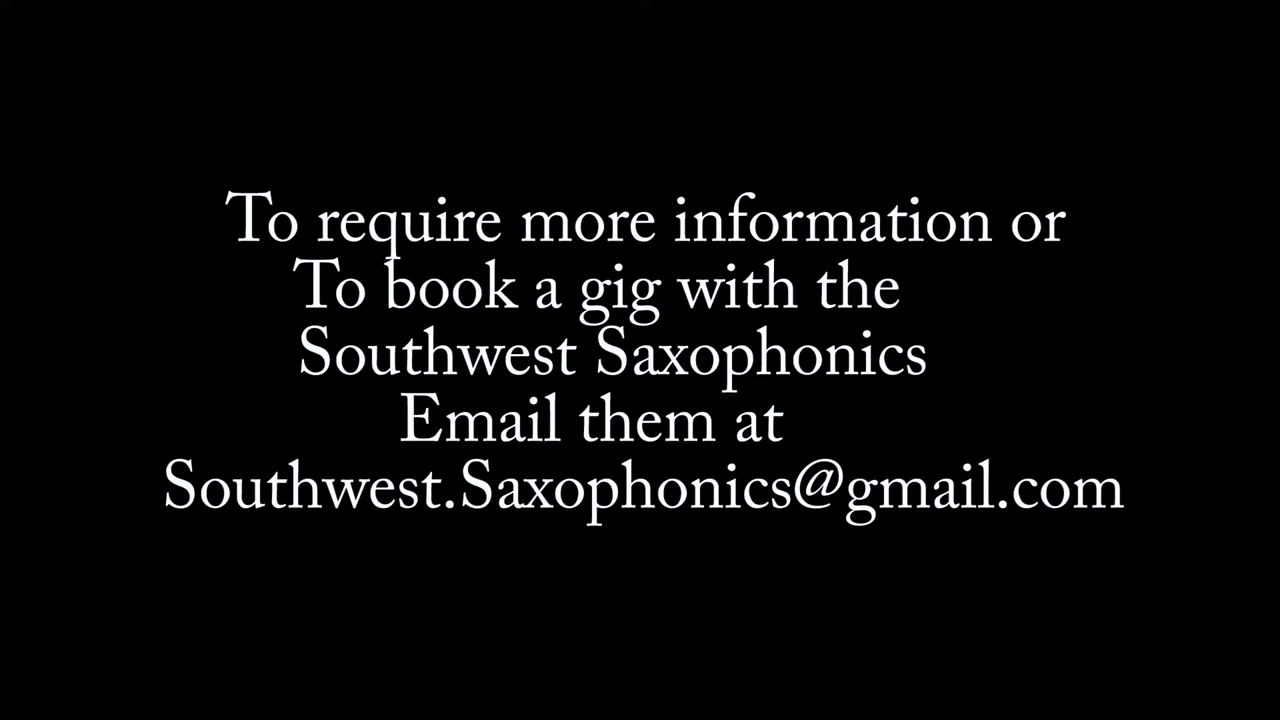 To require more information or
To book a gig with the
Southwest Saxophonics
Email them at
Southwest.Saxophonics@gmail.com